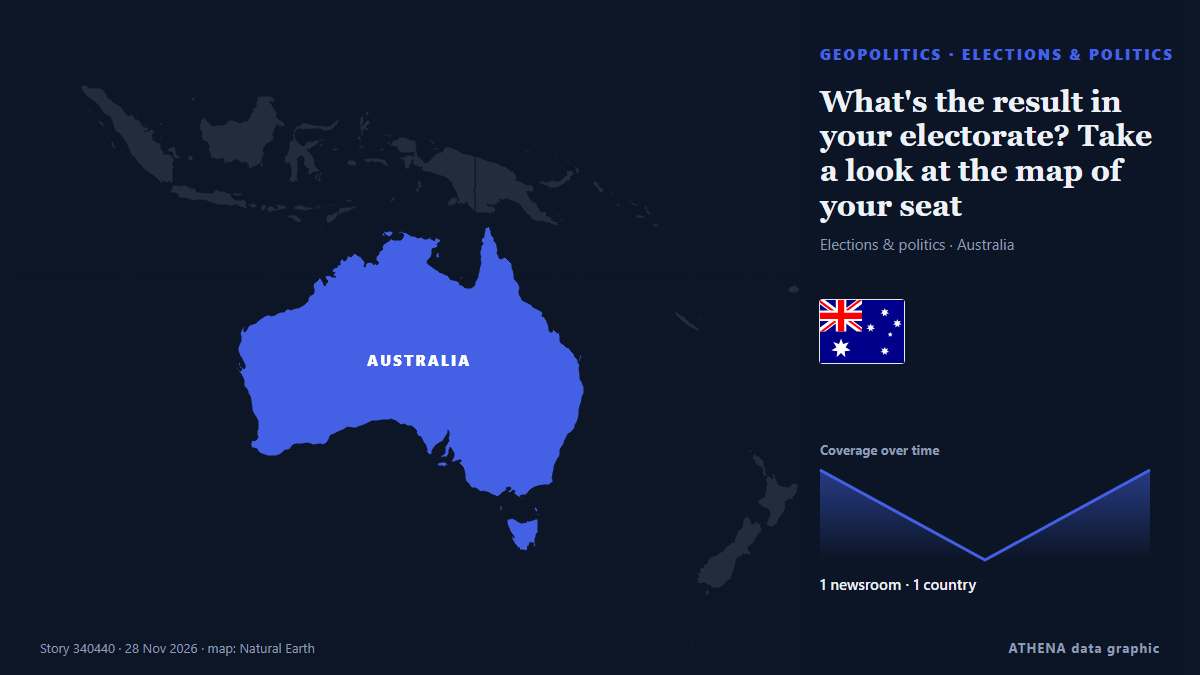 GEOPOLITICS · ELECTIONS & POLITICS
What's the result in
your electorate? Take
a look at the map of
your seat
Elections & politics · Australia
AUSTRALIA
Coverage over time
1 newsroom · 1 country
Story 340440 · 28 Nov 2026 · map: Natural Earth
ATHENA data graphic